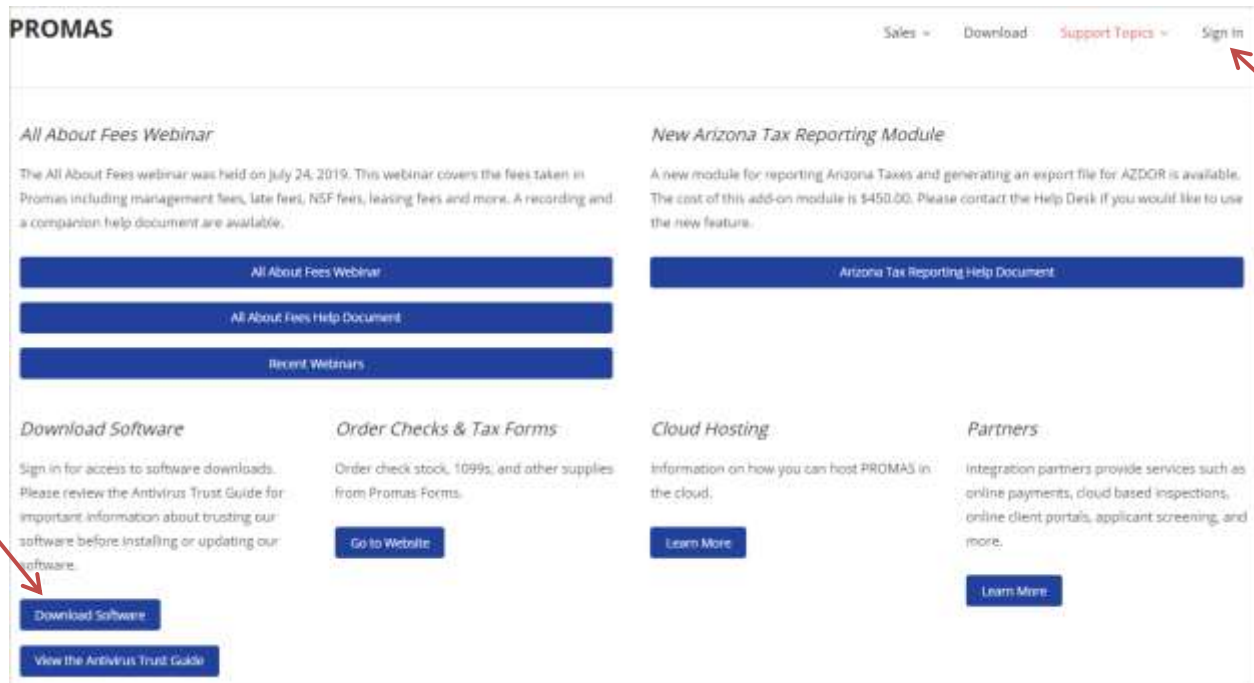 PROMAS
Sales
Download
Support Topics
Sign In
All About Fees Webinar
The All About Fees webinar was held on July 24, 2019. This webinar covers the fees taken in
Promas including management fees, late fees, NSF fees, leasing fees and more. A recording and
a companion help document are available.
All About Fees Webinar
All About Fees Help Document
Recent Webinars
New Arizona Tax Reporting Module
A new module for reporting Arizona Taxes and generating an export file for AZDOR is available.
The cost of this add-on module is $450.00. Please contact the Help Desk if you would like to use
the new feature.
Arizona Tax Reporting Help Document
Download Software
Sign in for access to software downloads.
Please review the Antivirus Trust Guide for
important information about trusting our
software before installing or updating our
software.
Download Software
View the Antivirus Trust Guide
Order Checks & Tax Forms
Order check stock, 1099s, and other supplies
from Promas Forms.
Go to Website
Cloud Hosting
Information on how you can host PROMAS in
the cloud.
Learn More
Partners
Integration partners provide services such as
online payments, cloud based inspections,
online client portals, applicant screening, and
more.
Learn More